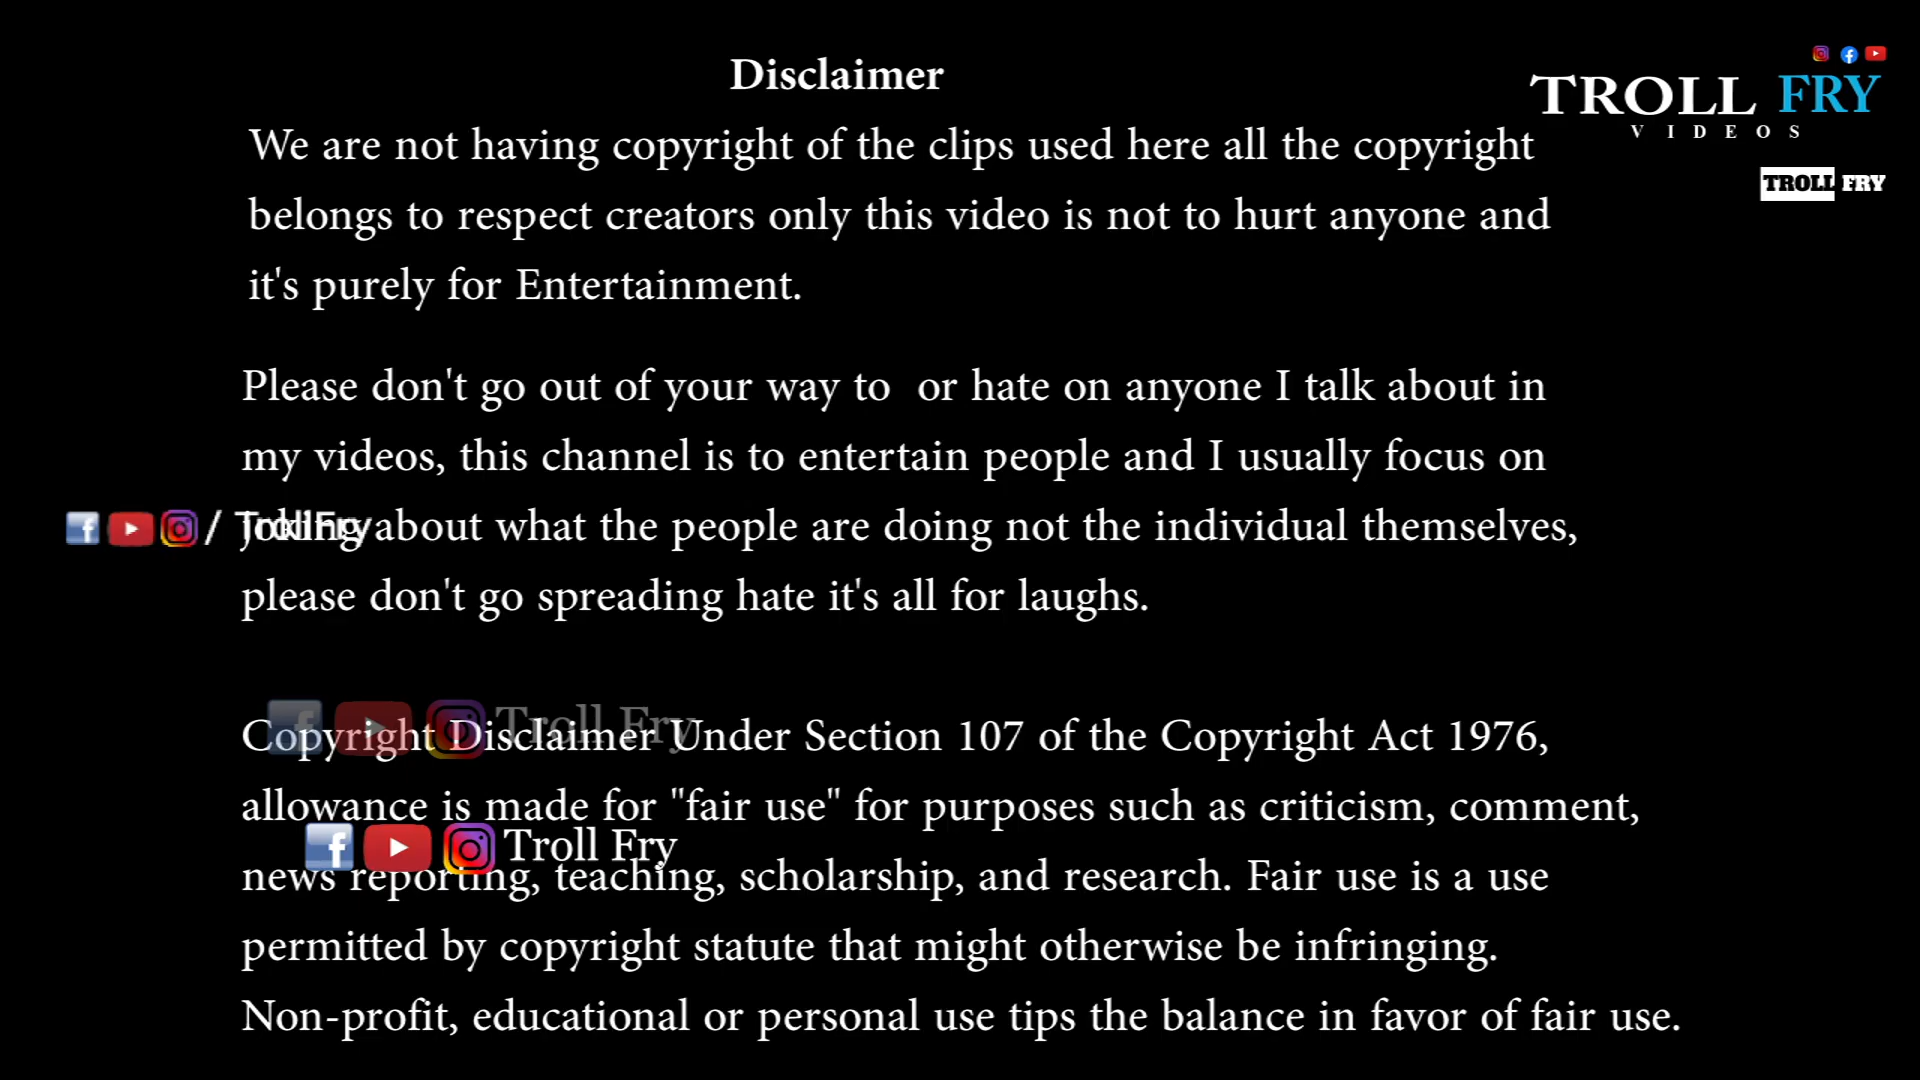 Disclaimer
TROLL FRY
VIDEOS
We are not having copyright of the clips used here all the copyright
TROLL FRY
belongs to respect creators only this video is not to hurt anyone and
it's purely for Entertainment.
Please don't go out of your way to or hate on anyone I talk about in
my videos, this channel is to entertain people and I usually focus on
/ TrollFry
joking about what the people are doing not the individual themselves,
please don't go spreading hate it's all for laughs.
Troll Fry
Copyright Disclaimer Under Section 107 of the Copyright Act 1976,
allowance is made for "fair use" for purposes such as criticism, comment,
Troll Fry
news reporting, teaching, scholarship, and research. Fair use is a use
permitted by copyright statute that might otherwise be infringing.
Non-profit, educational or personal use tips the balance in favor of fair use.